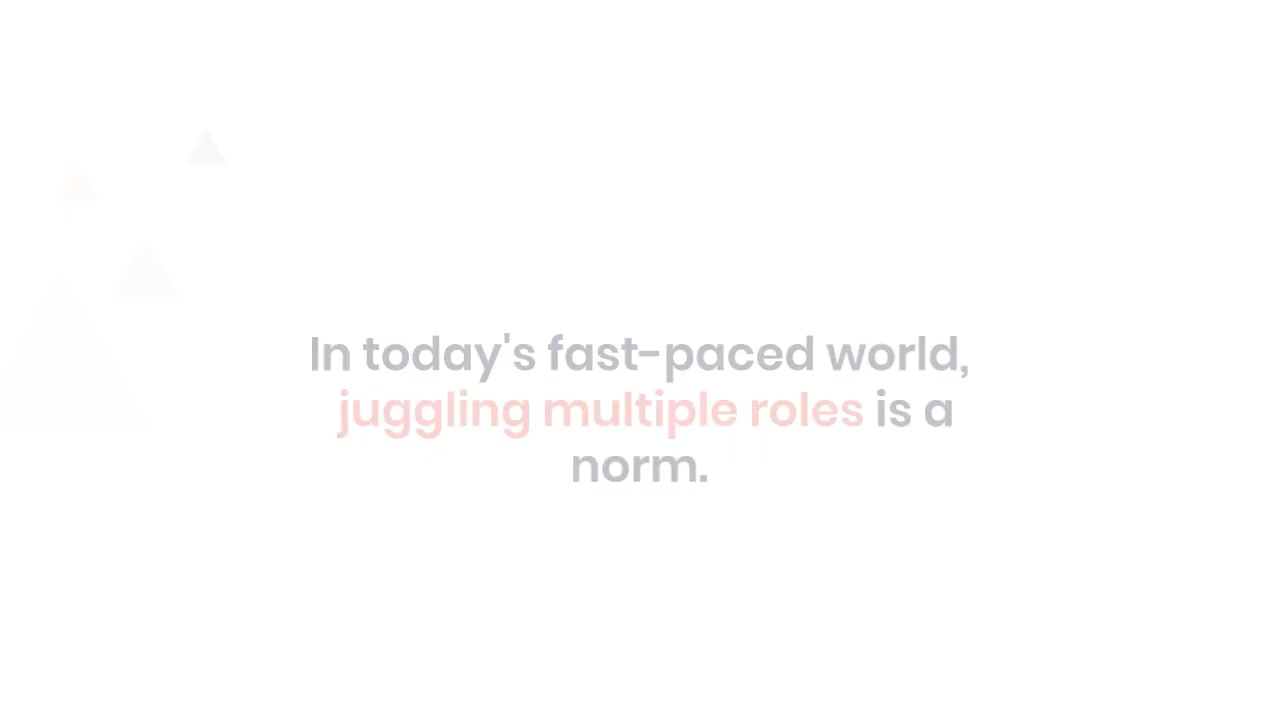 In today's fast-paced world,
juggling multiple roles is a
norm.